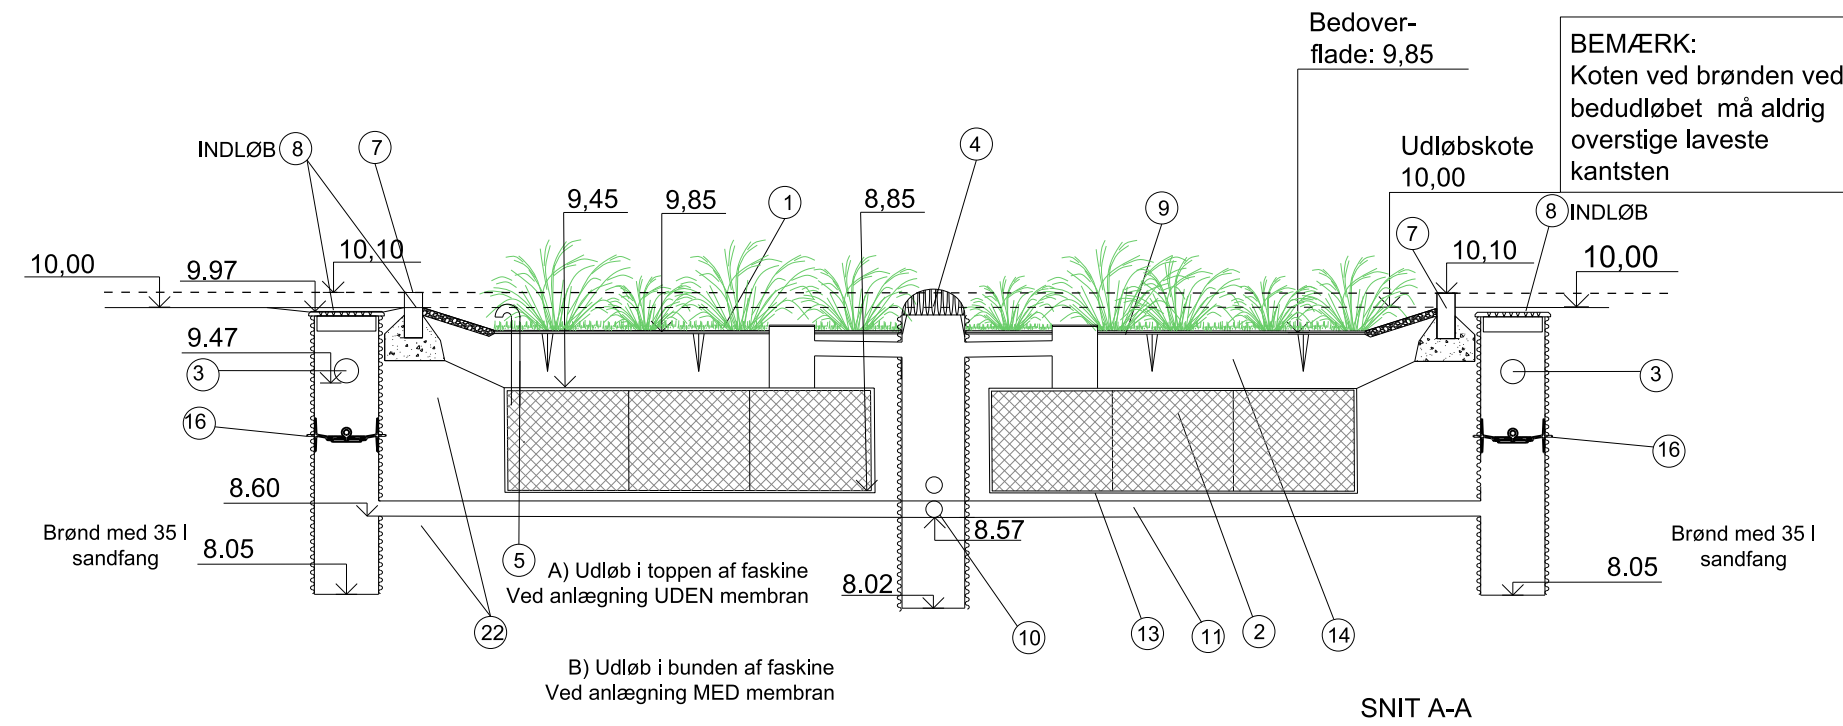 Bedover-
flade: 9,85
BEMÆRK:
Koten ved brønden ved
bedudløbet må aldrig
overstige laveste
kantsten
INDLØB
8
7
4
Udløbskote
10,00
9,45
9,85
1
8,85
9
8
INDLØB
7
10,00
9.97
10,10
10,10
10,00
9.47
3
3
16
16
8.60
Brønd med 35 l
sandfang
8.05
5
A) Udløb i toppen af faskine
Ved anlægning UDEN membran
8.57
8.02
Brønd med 35 l
sandfang
8.05
22
10
13
11
2
14
B) Udløb i bunden af faskine
Ved anlægning MED membran
SNIT A-A